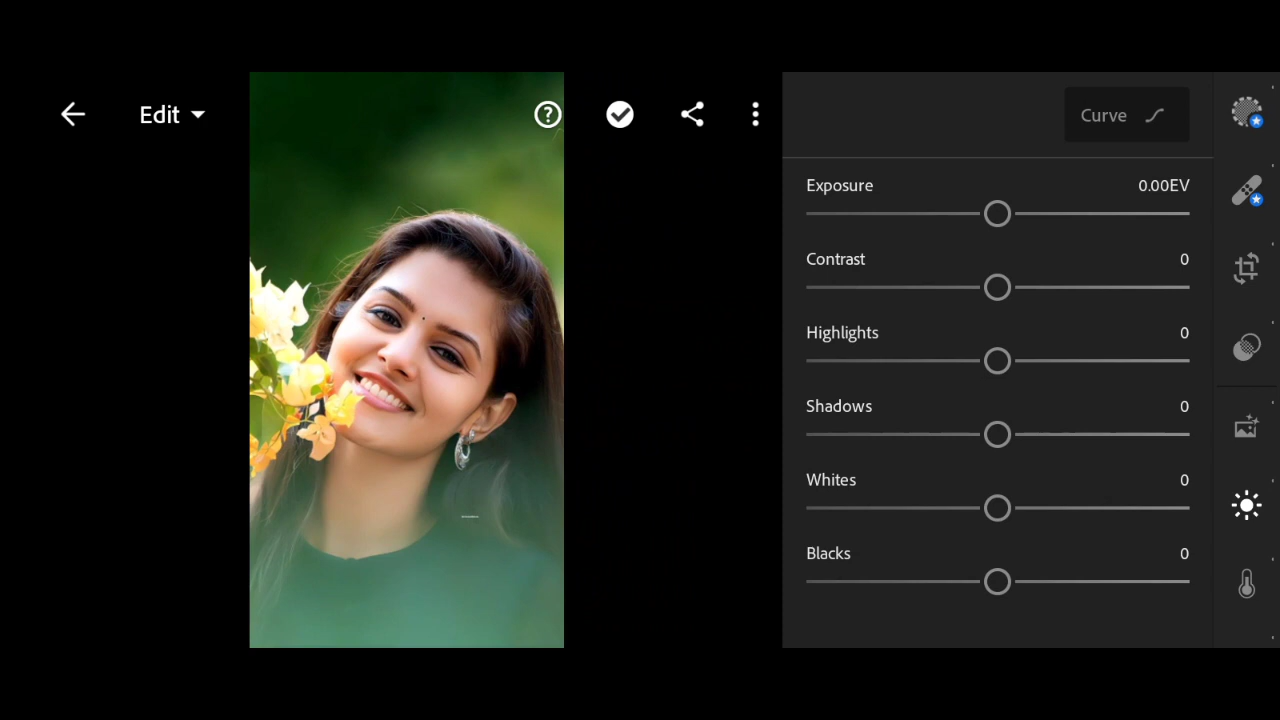 Edit
Curve
Exposure 0.00EV
Contrast 0
Highlights 0
Shadows 0
Whites 0
Blacks 0